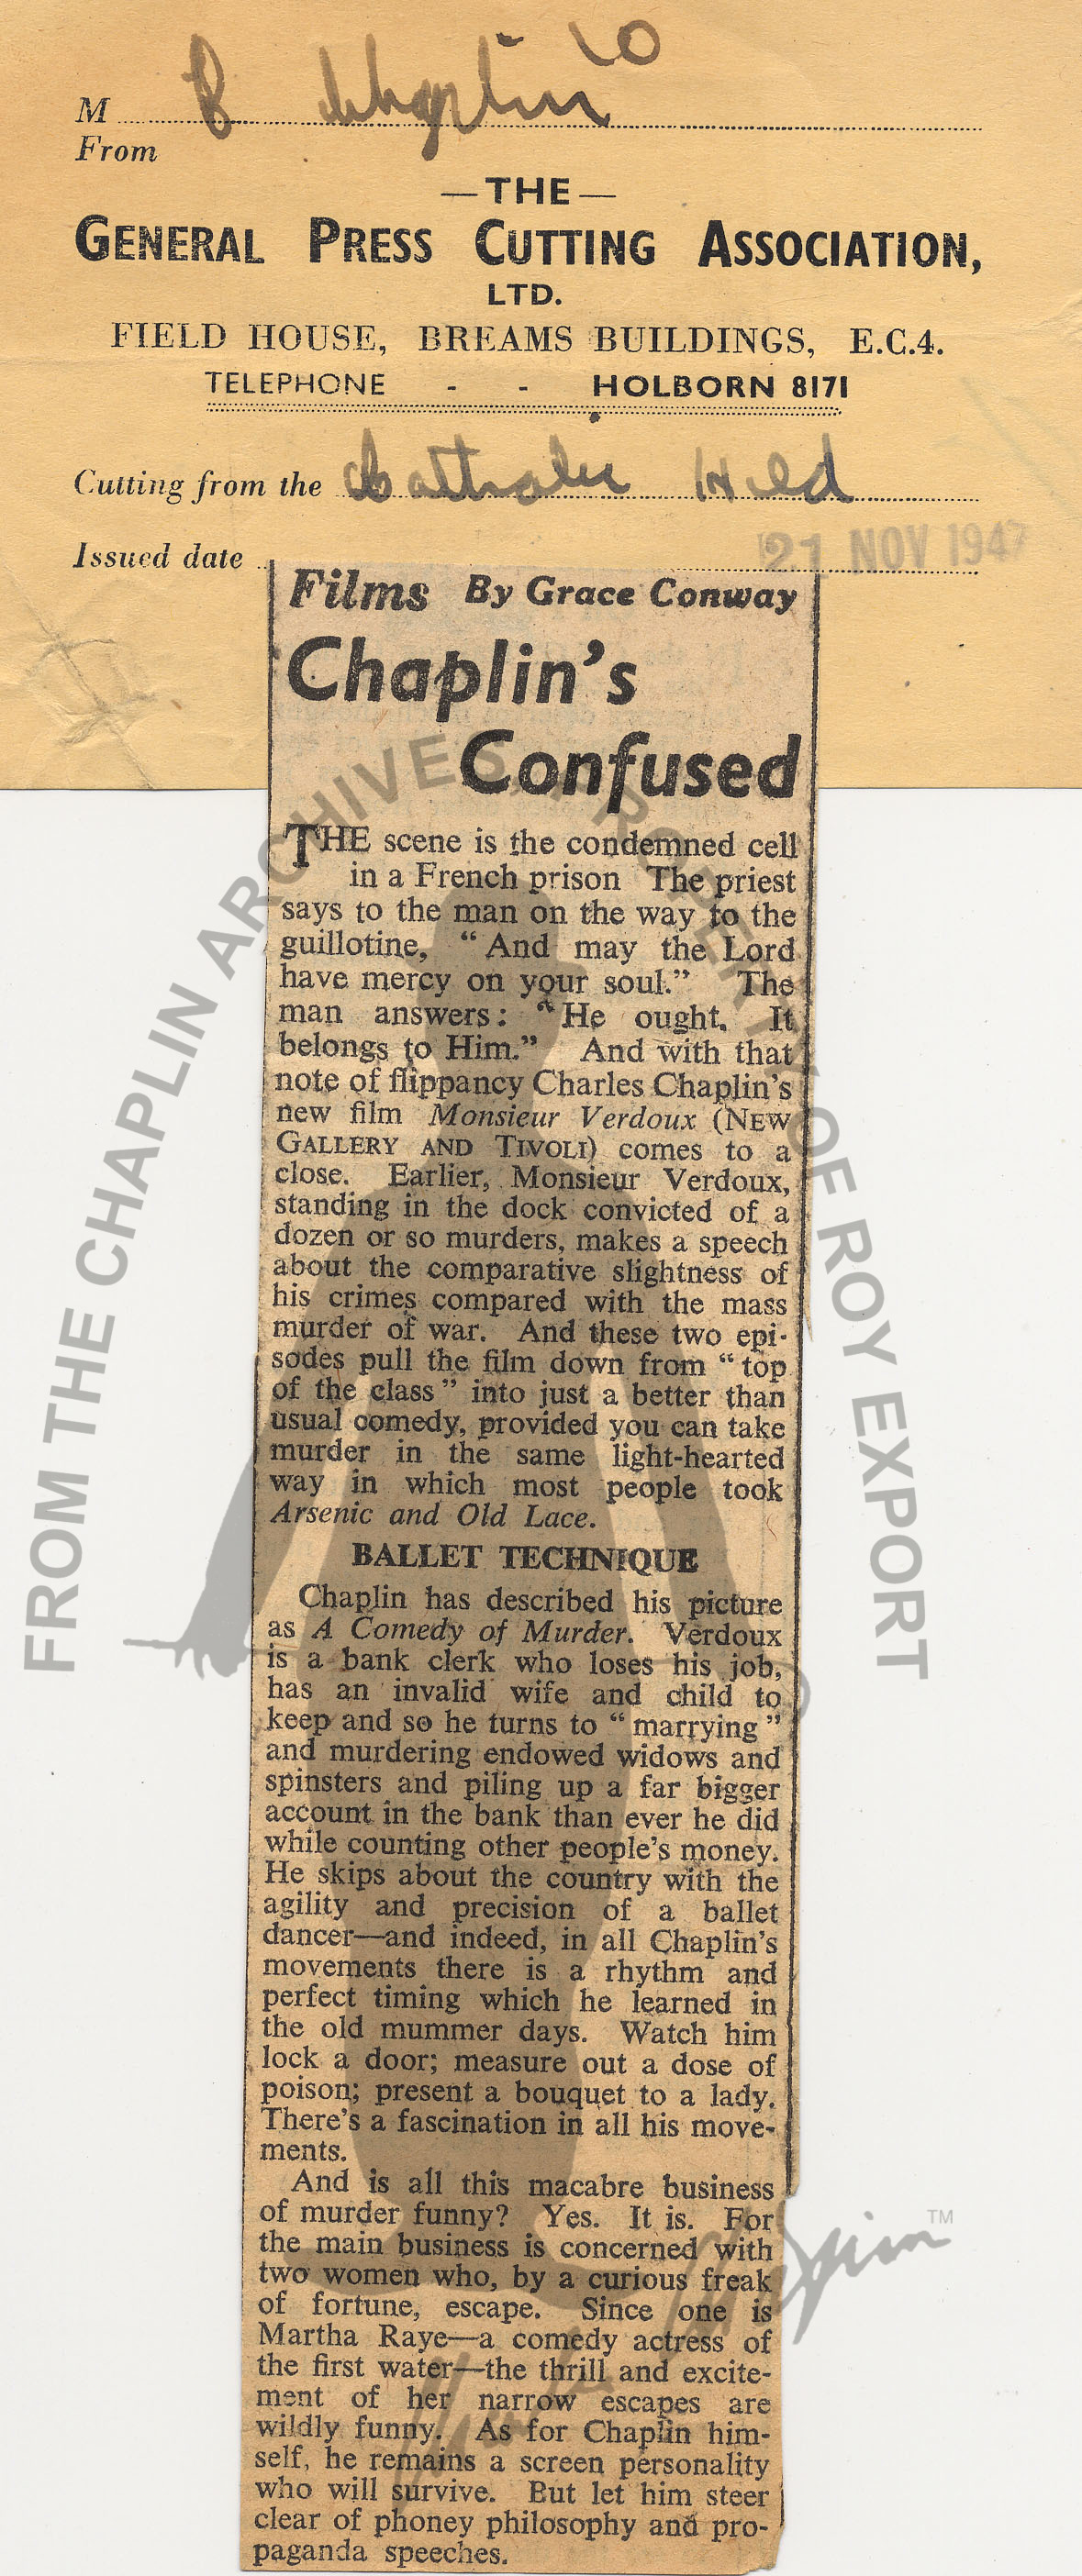 M C Chaplin 10
From
—THE—
GENERAL PRESS CUTTING ASSOCIATION,
LTD.
FIELD HOUSE, BREAMS BUILDINGS, E.C.4.
TELEPHONE - - HOLBORN 8171
Cutting from the Catholic Herald
Issued date 21 NOV 1947
Films By Grace Conway
Chaplin's
Confused
THE scene is the condemned cell
in a French prison The priest
says to the man on the way to the
guillotine, “And may the Lord
have mercy on your soul.” The
man answers: “He ought. It
belongs to Him.” And with that
note of flippancy Charles Chaplin's
new film Monsieur Verdoux (NEW
GALLERY AND TIVOLI) comes to a
close. Earlier, Monsieur Verdoux,
standing in the dock convicted of a
dozen or so murders, makes a speech
about the comparative slightness of
his crimes compared with the mass
murder of war. And these two epi-
sodes pull the film down from “top
of the class” into just a better than
usual comedy, provided you can take
murder in the same light-hearted
way in which most people took
Arsenic and Old Lace.
BALLET TECHNIQUE
Chaplin has described his picture
as A Comedy of Murder. Verdoux
is a bank clerk who loses his job,
has an invalid wife and child to
keep and so he turns to “marrying”
and murdering endowed widows and
spinsters and piling up a far bigger
account in the bank than ever he did
while counting other people's money.
He skips about the country with the
agility and precision of a ballet
dancer—and indeed, in all Chaplin's
movements there is a rhythm and
perfect timing which he learned in
the old mummer days. Watch him
lock a door; measure out a dose of
poison; present a bouquet to a lady.
There's a fascination in all his move-
ments.
And is all this macabre business
of murder funny? Yes. It is. For
the main business is concerned with
two women who, by a curious freak
of fortune, escape. Since one is
Martha Raye—a comedy actress of
the first water—the thrill and excite-
ment of her narrow escapes are
wildly funny. As for Chaplin him-
self, he remains a screen personality
who will survive. But let him steer
clear of phoney philosophy and pro-
paganda speeches.
FROM THE CHAPLIN ARCHIVES PROPERTY OF ROY EXPORT
TM